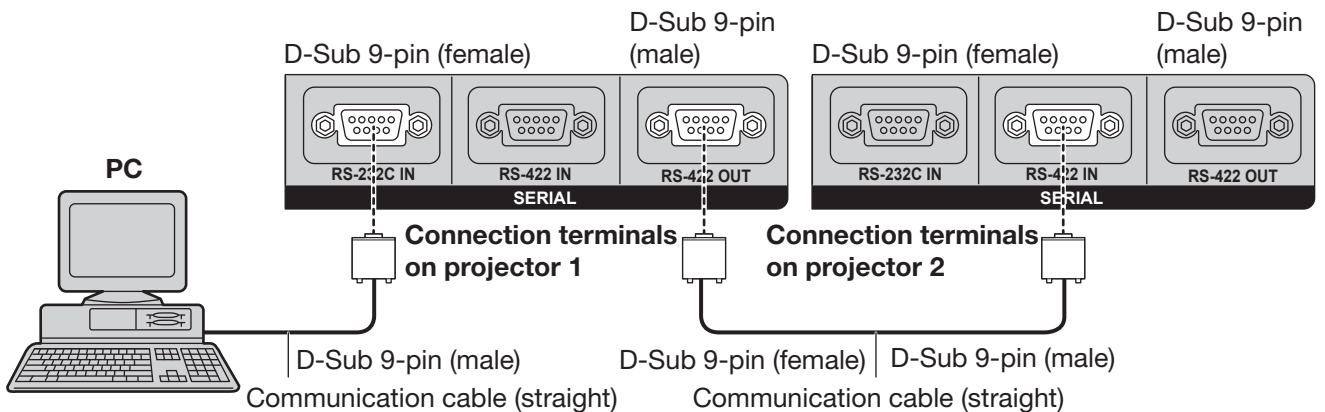 D-Sub 9-pin (female)
D-Sub 9-pin
(male)
D-Sub 9-pin (female)
D-Sub 9-pin
(male)
RS-232C IN
RS-422 IN
RS-422 OUT
SERIAL
RS-232C IN
RS-422 IN
RS-422 OUT
SERIAL
PC
Connection terminals
on projector 1
Connection terminals
on projector 2
D-Sub 9-pin (male)
Communication cable (straight)
D-Sub 9-pin (female)
D-Sub 9-pin (male)
Communication cable (straight)